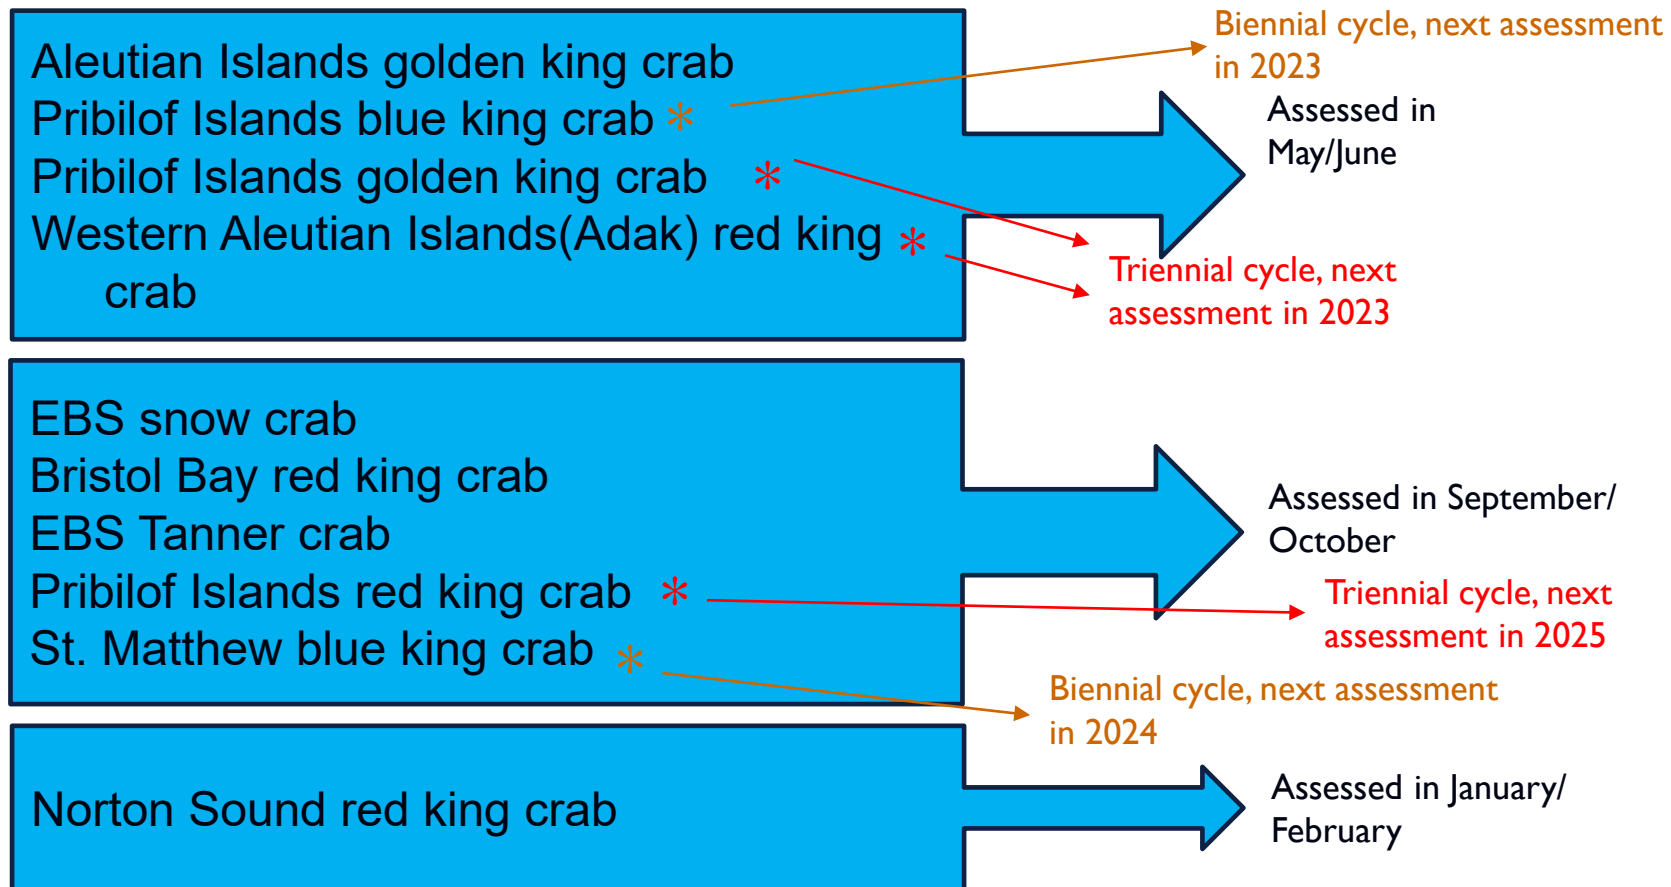 Aleutian Islands golden king crab
Pribilof Islands blue king crab *
Pribilof Islands golden king crab *
Western Aleutian Islands(Adak) red king *
crab
Biennial cycle, next assessment
in 2023
Assessed in
May/June
Triennial cycle, next
assessment in 2023
EBS snow crab
Bristol Bay red king crab
EBS Tanner crab
Pribilof Islands red king crab *
St. Matthew blue king crab *
Assessed in September/
October
Triennial cycle, next
assessment in 2025
Biennial cycle, next assessment
in 2024
Norton Sound red king crab
Assessed in January/
February